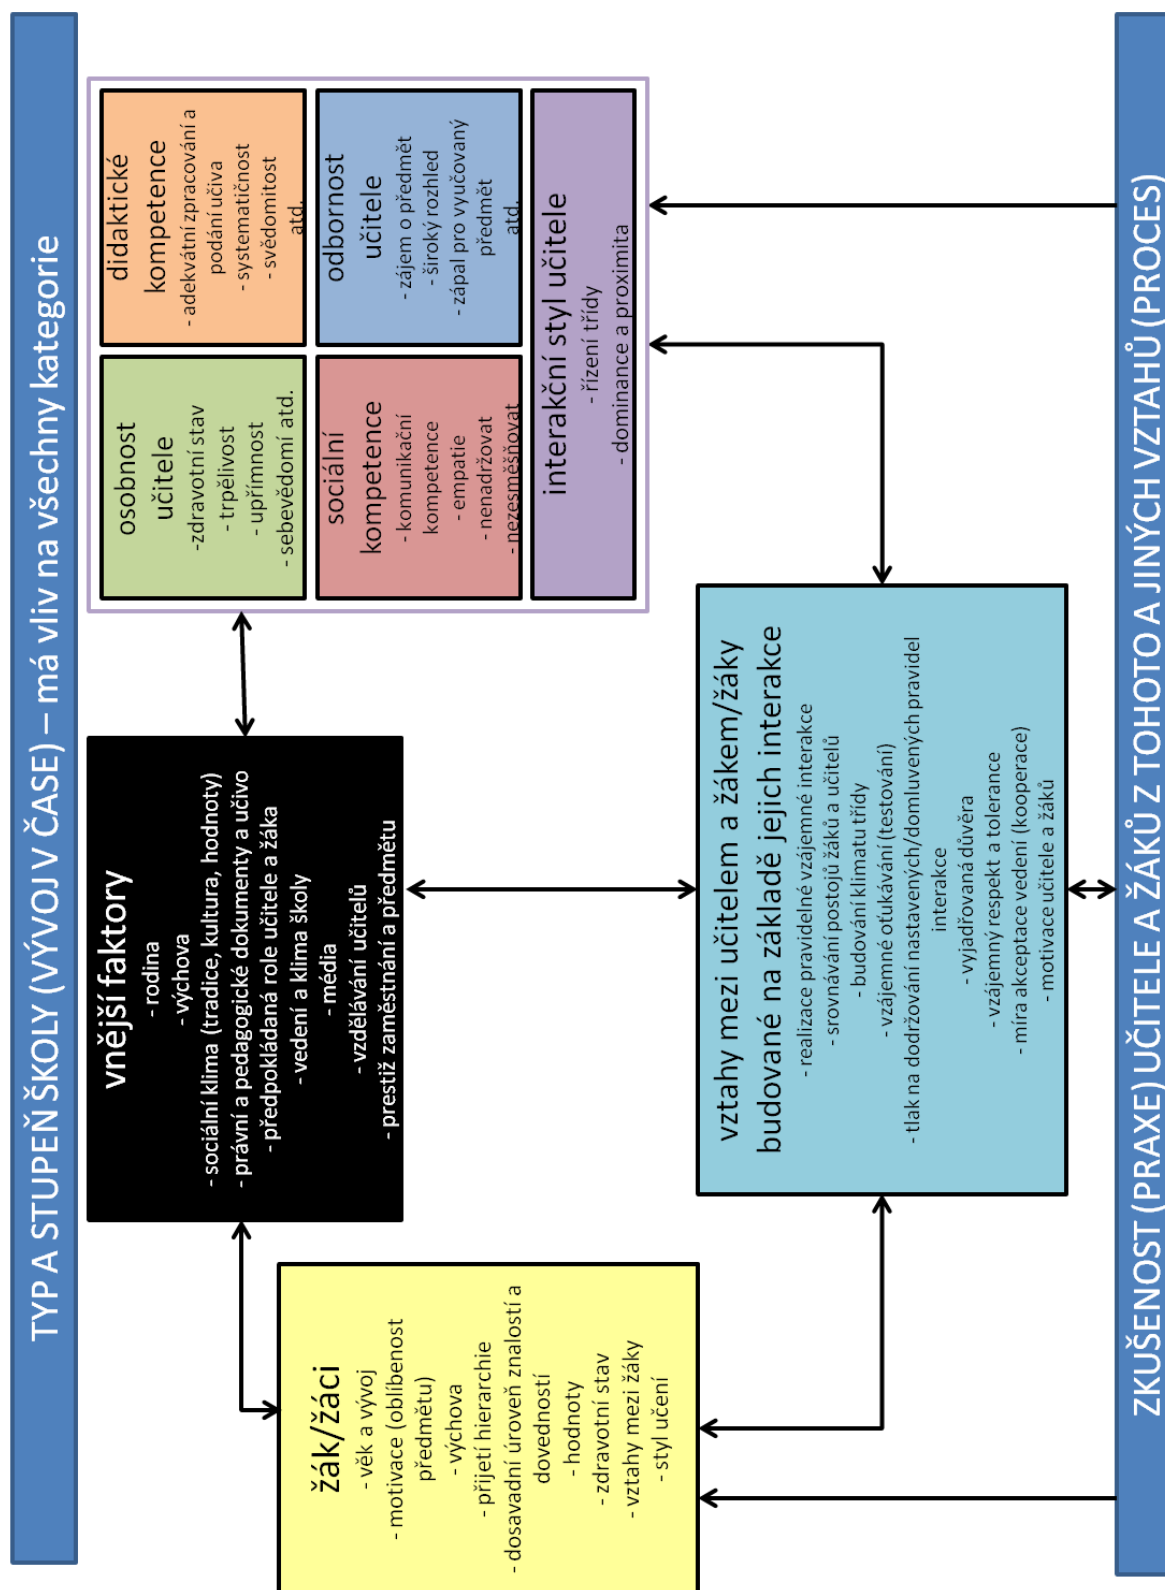 TYP A STUPEŇ ŠKOLY (VÝVOJ V ČASE) – má vliv na všechny kategorie
žák/žáci
- věk a vývoj
- motivace (oblíbenost
předmětu)
- výchova
- přijetí hierarchie
- dosavadní úroveň znalostí a
dovedností
- hodnoty
- zdravotní stav
- vztahy mezi žáky
- styl učení
vnější faktory
- rodina
- výchova
- sociální klima (tradice, kultura, hodnoty)
- právní a pedagogické dokumenty a učivo
- předpokládaná role učitele a žáka
- vedení a klima školy
- média
- vzdělávání učitelů
- prestiž zaměstnání a předmětu
osobnost
učitele
-zdravotní stav
- trpělivost
- upřímnost
- sebevědomí atd.
didaktické
kompetence
- adekvátní zpracování a
podání učiva
- systematičnost
- svědomitost
atd.
sociální
kompetence
- komunikační
kompetence
- empatie
- nenadržovat
- nezesměšňovat
odbornost
učitele
- zájem o předmět
- široký rozhled
- zápal pro vyučovaný
předmět
atd.
interakční styl učitele
- řízení třídy
- dominance a proximita
vztahy mezi učitelem a žákem/žáky
budované na základě jejich interakce
- realizace pravidelné vzájemné interakce
- srovnávání postojů žáků a učitelů
- budování klimatu třídy
- vzájemné oťukávání (testování)
- tlak na dodržování nastavených/domluvených pravidel
interakce
- vyjadřovaná důvěra
- vzájemný respekt a tolerance
- míra akceptace vedení (kooperace)
- motivace učitele a žáků
ZKUŠENOST (PRAXE) UČITELE A ŽÁKŮ Z TOHOTO A JINÝCH VZTAHŮ (PROCES)